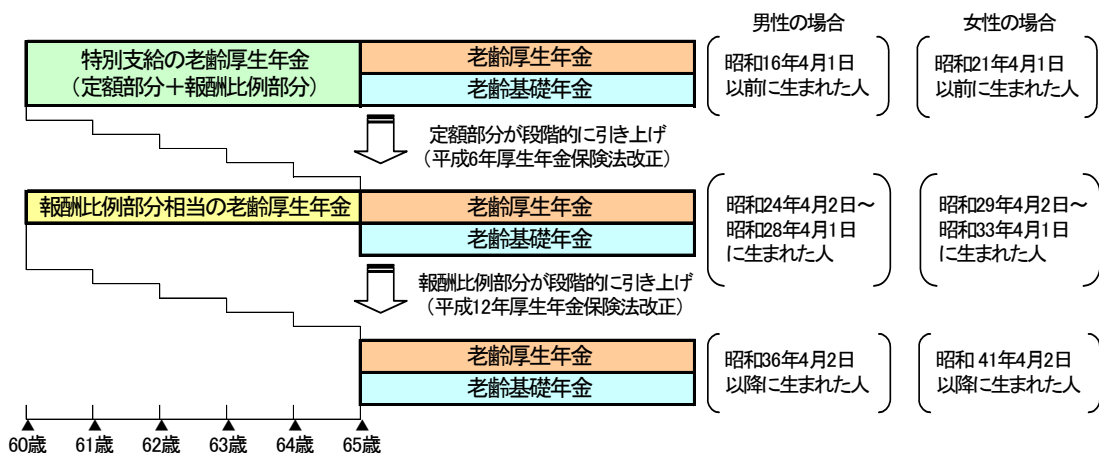 男性の場合
女性の場合
特別支給の老齢厚生年金
(定額部分+報酬比例部分)
老齢厚生年金
老齢基礎年金
昭和16年4月1日
以前に生まれた人
昭和21年4月1日
以前に生まれた人
定額部分が段階的に引き上げ
(平成6年厚生年金保険法改正)
報酬比例部分相当の老齢厚生年金
老齢厚生年金
老齢基礎年金
昭和24年4月2日~
昭和28年4月1日
に生まれた人
昭和29年4月2日~
昭和33年4月1日
に生まれた人
報酬比例部分が段階的に引き上げ
(平成12年厚生年金保険法改正)
老齢厚生年金
老齢基礎年金
昭和36年4月2日
以降に生まれた人
昭和 41年4月2日
以降に生まれた人
60歳 61歳 62歳 63歳 64歳 65歳